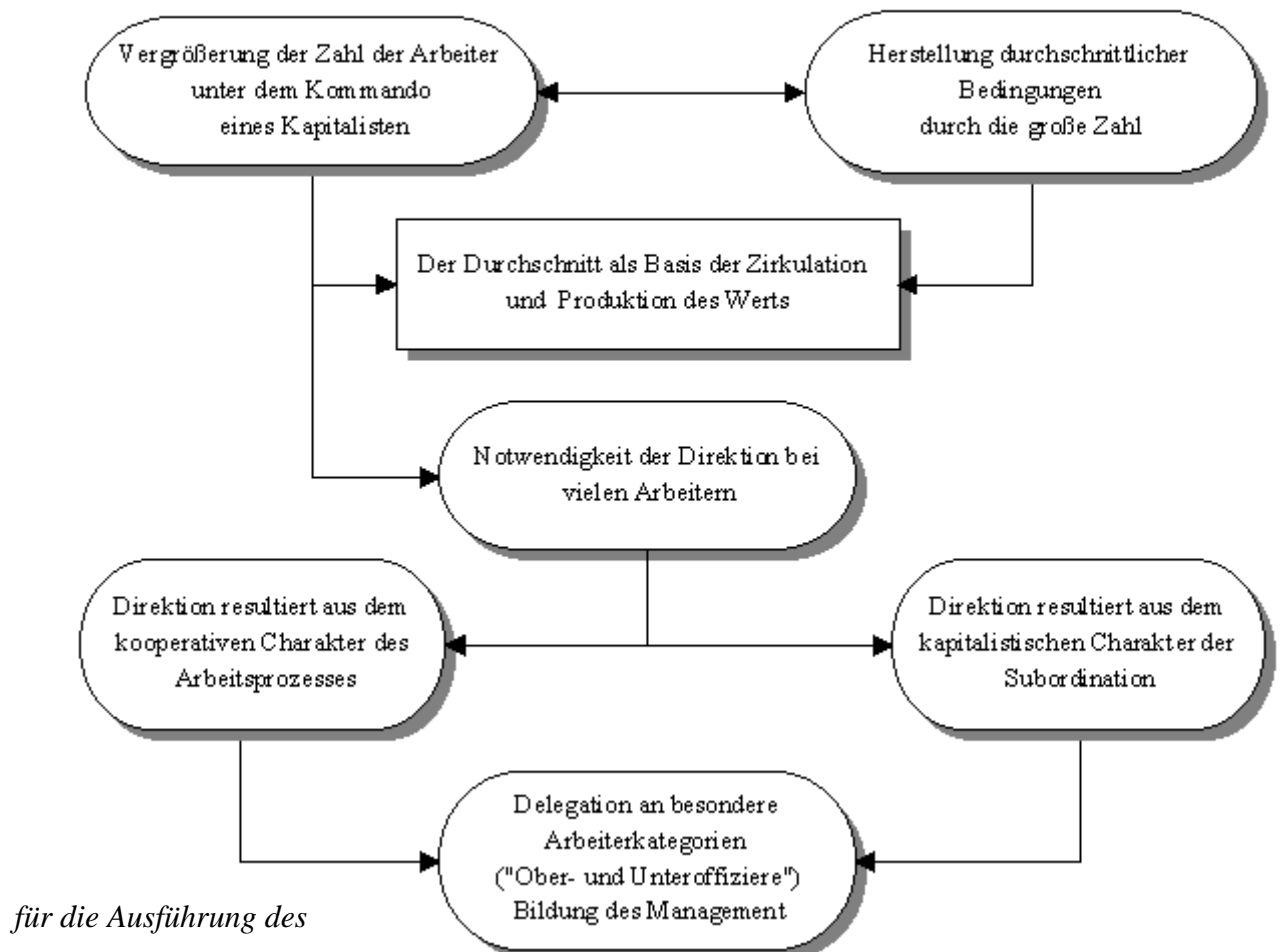 Vergrößerung der Zahl der Arbeiter
unter dem Kommando
eines Kapitalisten
Herstellung durchschnittlicher
Bedingungen
durch die große Zahl
Der Durchschnitt als Basis der Zirkulation
und Produktion des Werts
Notwendigkeit der Direktion bei
vielen Arbeitern
Direktion resultiert aus dem
kooperativen Charakter des
Arbeitsprozesses
Direktion resultiert aus dem
kapitalistischen Charakter der
Subordination
Delegation an besondere
Arbeiterkategorien
("Ober- und Unteroffiziere")
Bildung des Management
für die Ausführung des